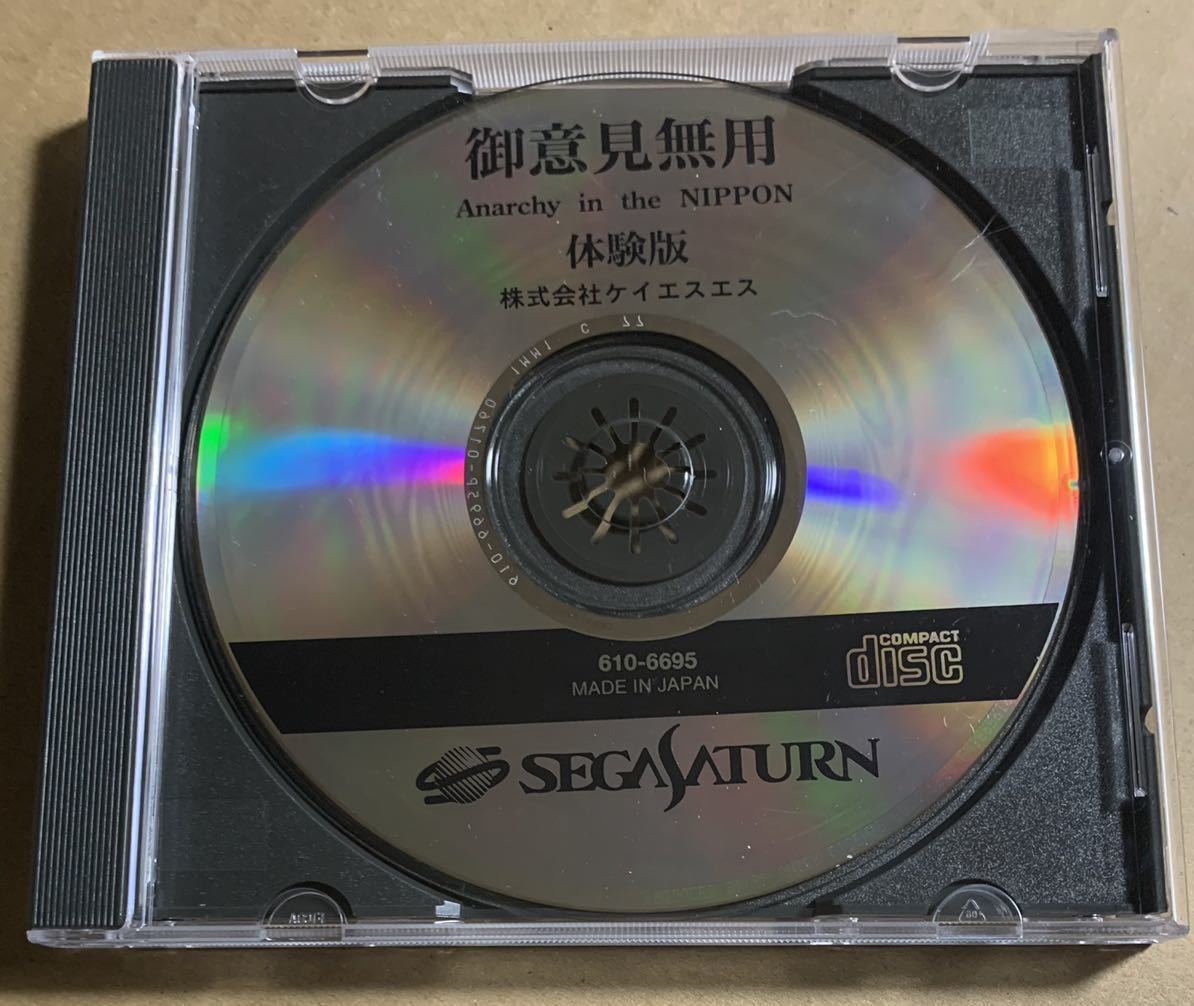 御意見無用
Anarchy in the NIPPON
体験版
株式会社ケイエスエス
610-6695
MADE IN JAPAN
COMPACT
disc
SEGASATURN